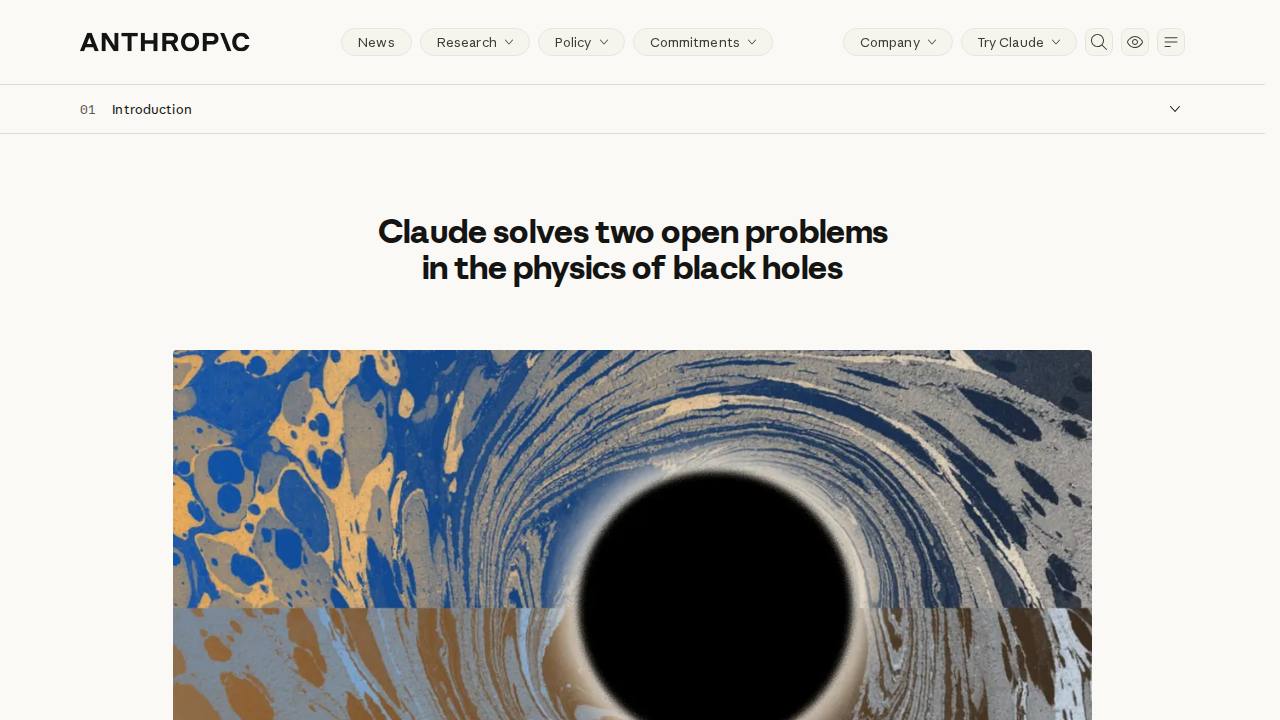 ANTHROP\C
News
Research
Policy
Commitments
Company
Try Claude
01 Introduction
Claude solves two open problems
in the physics of black holes